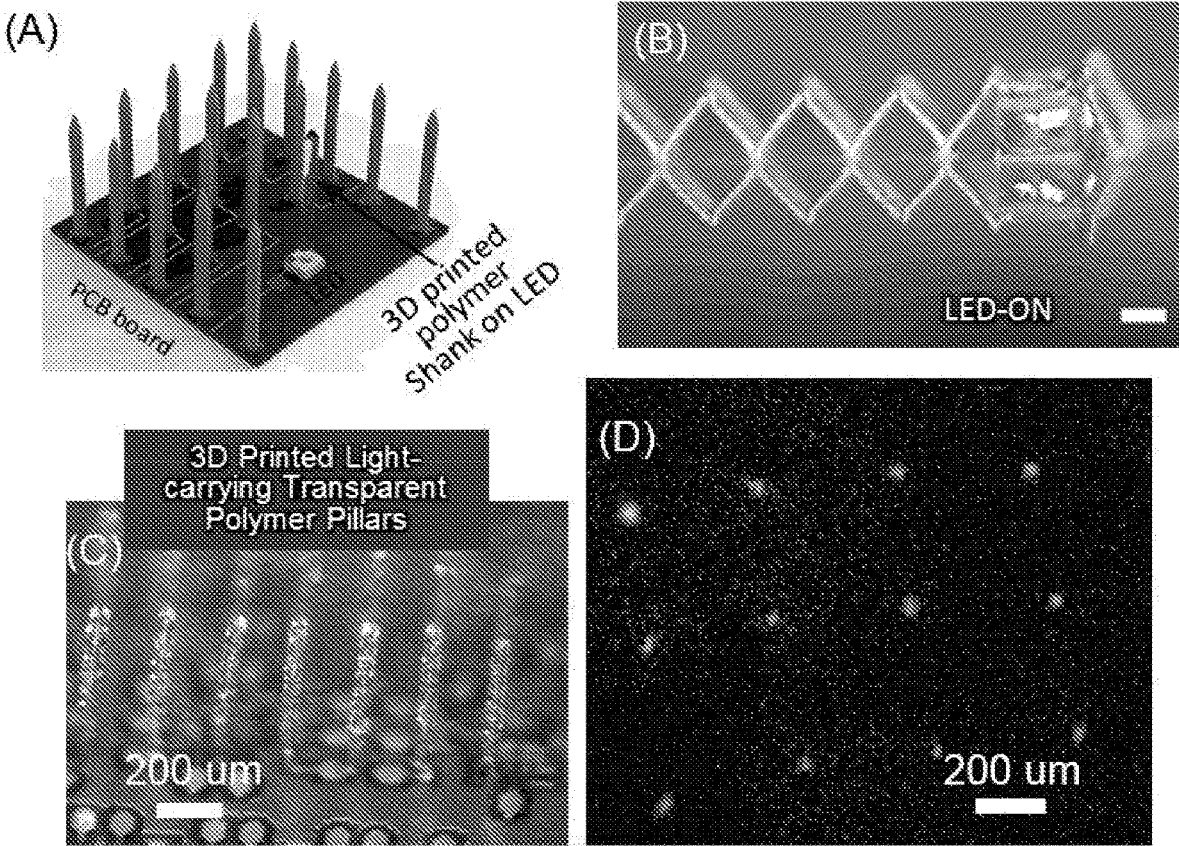 (A)
PCB board
LED
3D printed
polymer
Shank on LED
(B)
LED-ON
3D Printed Light-
carrying Transparent
Polymer Pillars
(C)
200 um
(D)
200 um